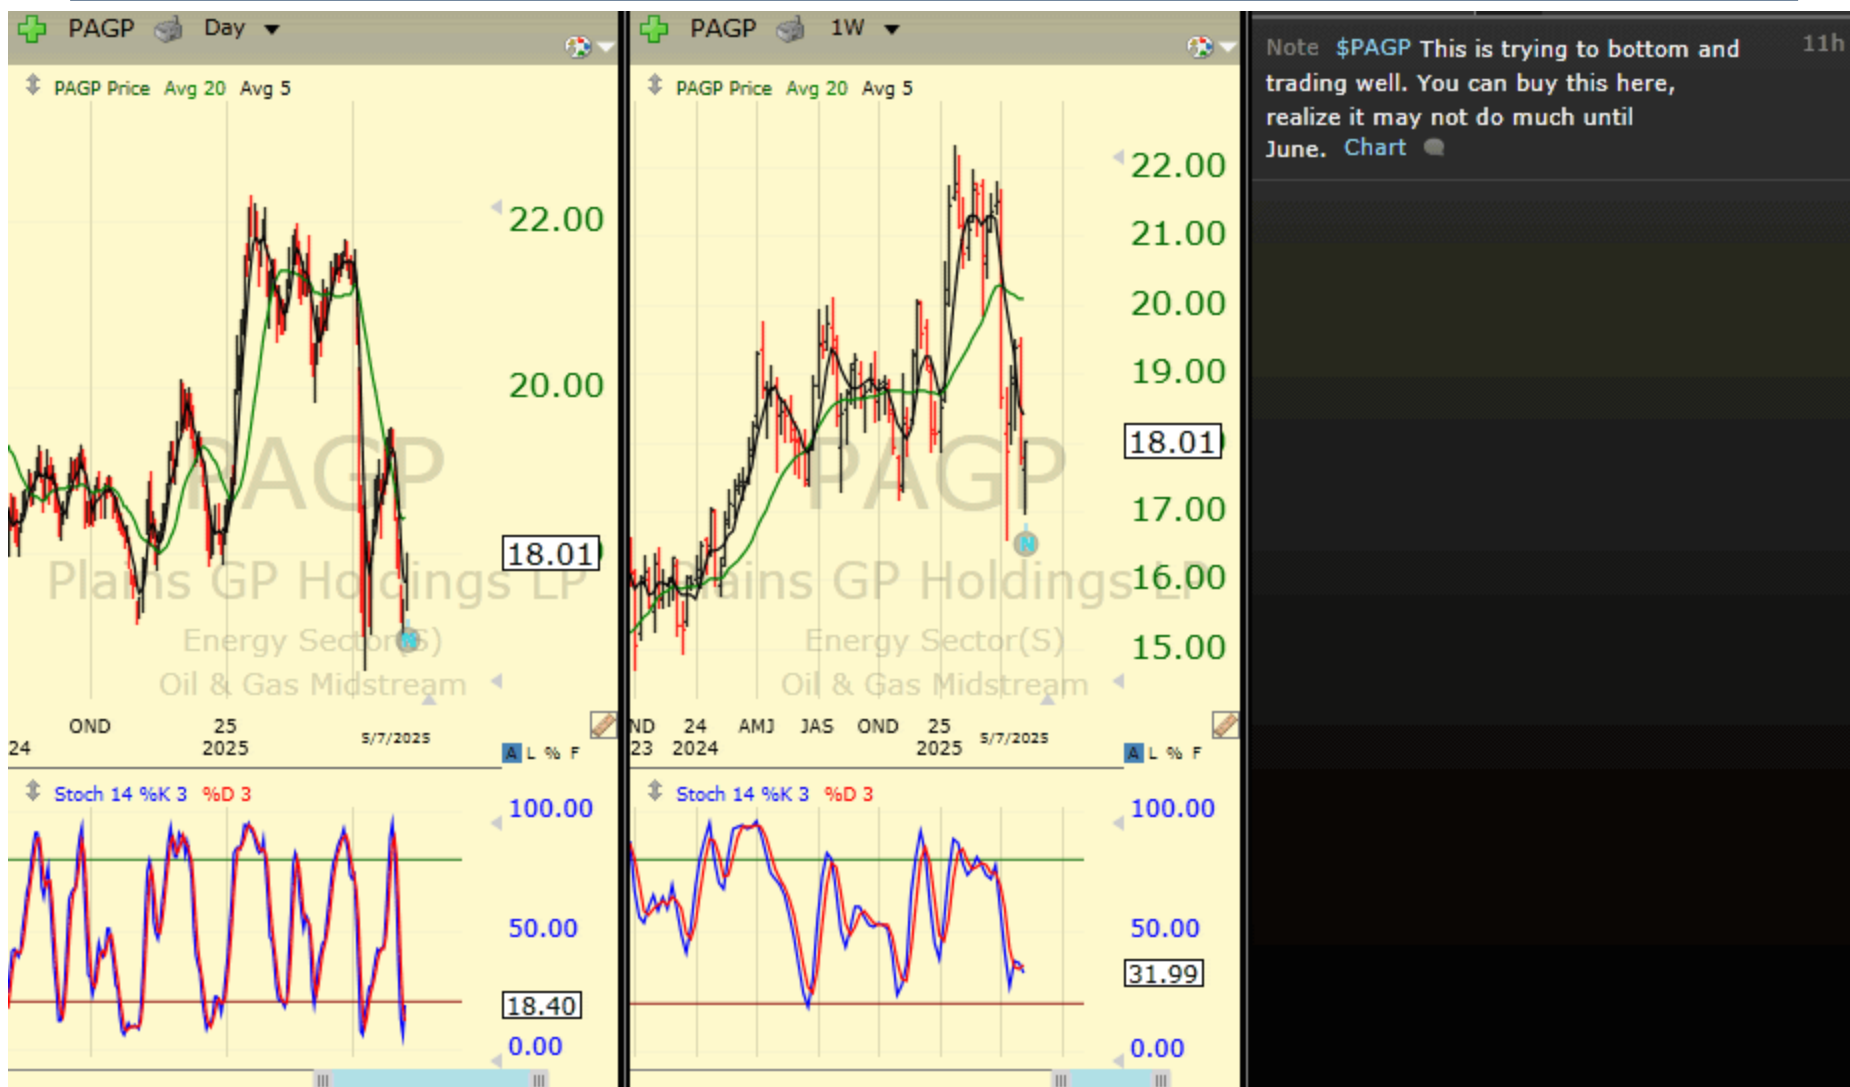 PAGP Day
PAGP Price Avg 20 Avg 5
22.00
20.00
18.01
PAGP
Plains GP Holdings LP
Energy Sector(S)
Oil & Gas Midstream
OND 25
24 2025 5/7/2025
A L % F
Stoch 14 %K 3 %D 3
100.00
50.00
18.40
0.00
PAGP 1W
PAGP Price Avg 20 Avg 5
22.00
21.00
20.00
19.00
18.01
17.00
16.00
15.00
PAGP
Plains GP Holdings LP
Energy Sector(S)
Oil & Gas Midstream
N
ND 24 AMJ JAS OND 25
23 2024 2025 5/7/2025
A L % F
Stoch 14 %K 3 %D 3
100.00
50.00
31.99
0.00
Note $PAGP This is trying to bottom and 11h
trading well. You can buy this here,
realize it may not do much until
June. Chart